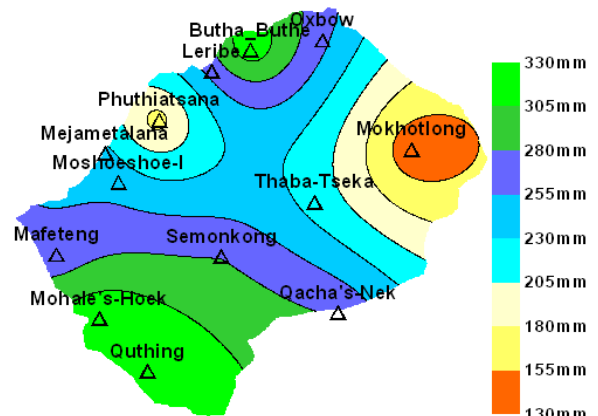 Oxbow
Butha_Buthe
Leribe
330mm
305mm
Phuthiatsana
Mokhotlong
Mejametalana
280mm
Moshoeshoe-I
Thaba-Tseka
255mm
Mafeteng
Semonkong
230mm
205mm
Mohale's-Hoek
Qacha's-Nek
180mm
Quthing
155mm
130mm